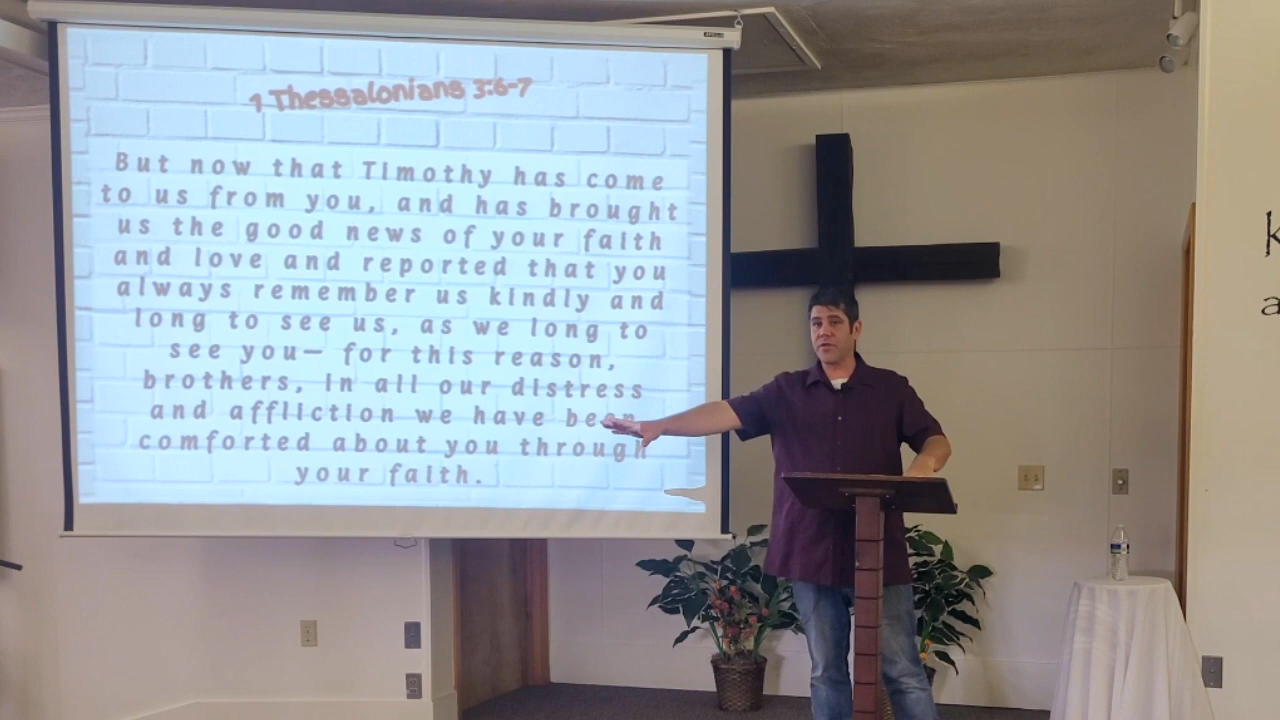 APOLLO
1 Thessalonians 3:6-7
But now that Timothy has come
to us from you, and has brought
us the good news of your faith
and love and reported that you
always remember us kindly and
long to see us, as we long to
see you— for this reason,
brothers, in all our distress
and affliction we have been
comforted about you through
your faith.
k
a